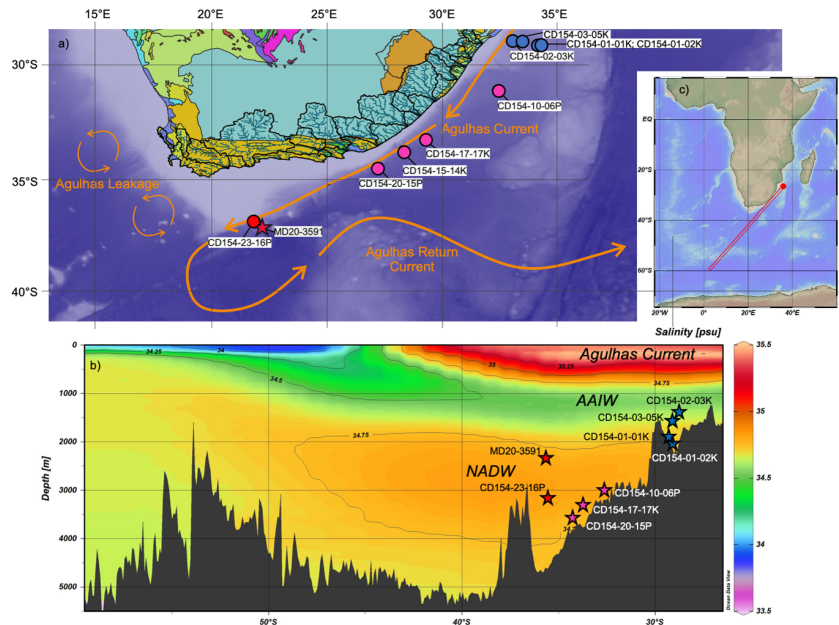 15°E
20°E
25°E
30°E
35°E
a)
CD154-03-05K
CD154-01-01K; CD154-01-02K
CD154-02-03K
30°S
CD154-10-06P
c)
Agulhas Current
EQ
CD154-17-17K
CD154-15-14K
Agulhas Leakage
CD154-20-15P
35°S
20°S
MD20-3591
CD154-23-16P
Agulhas Return
Current
40°S
40°S
60°S
20°W
0°
20°E
40°E
Salinity [psu]
b)
0
34.25
34
35
35.25
Agulhas Current
35.5
34.5
34.75
1000
AAIW
CD154-02-03K
CD154-03-05K
35
2000
34.75
CD154-01-01K
CD154-01-02K
MD20-3591
NADW
34.5
Depth [m]
3000
CD154-23-16P
CD154-10-06P
CD154-17-17K
CD154-20-15P
4000
34
5000
Ocean Data View
33.5
50°S
40°S
30°S